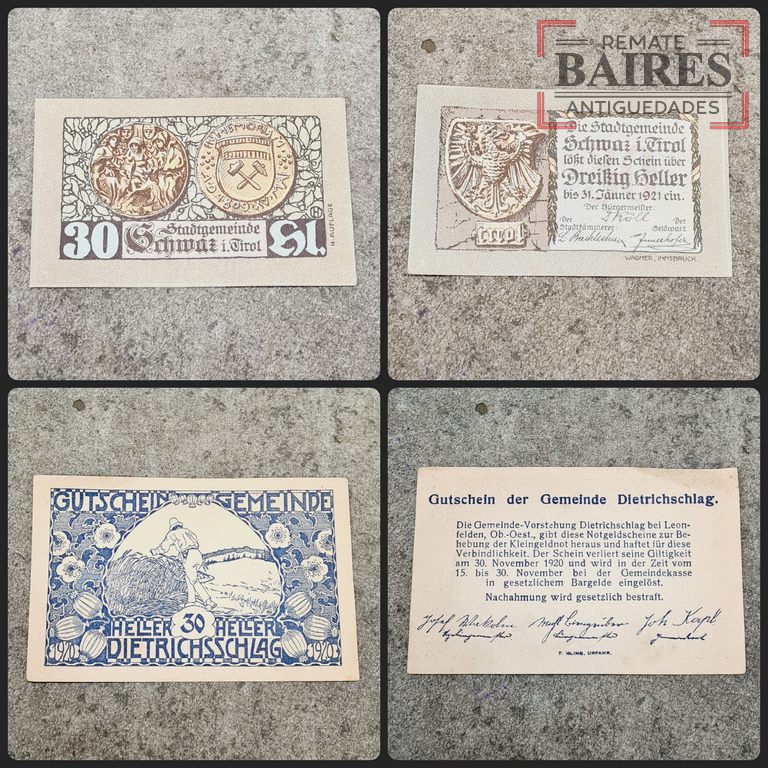 30
Stadtgemeinde
Schwaz i. Tirol
Hl.
4. AUFLAGE
REMATE
BAIRES
ANTIGUEDADES
Die Stadtgemeinde
Schwaz i. Tirol
löst diesen Schein über
Dreißig Heller
bis 31. Jänner 1921 ein.
Der Bürgermeister
Der
Stadtkämmerer
Der
Geldwart
tirol
WAGNER, INNSBRUCK.
GUTSCHEIN GEMEINDE
HELLER 30 HELLER
1920 DIETRICHSSCHLAG 1920
Gutschein der Gemeinde Dietrichschlag.
Die Gemeinde-Vorstehung Dietrichschlag bei Leon-
felden, Ob.-Oest., gibt diese Notgeldscheine zur Be-
hebung der Kleingeldnot heraus und haftet für diese
Verbindlichkeit. Der Schein verliert seine Giltigkeit
am 30. November 1920 und wird in der Zeit vom
15. bis 30. November bei der Gemeindekasse
in gesetzlichem Bargelde eingelöst.
Nachahmung wird gesetzlich bestraft.